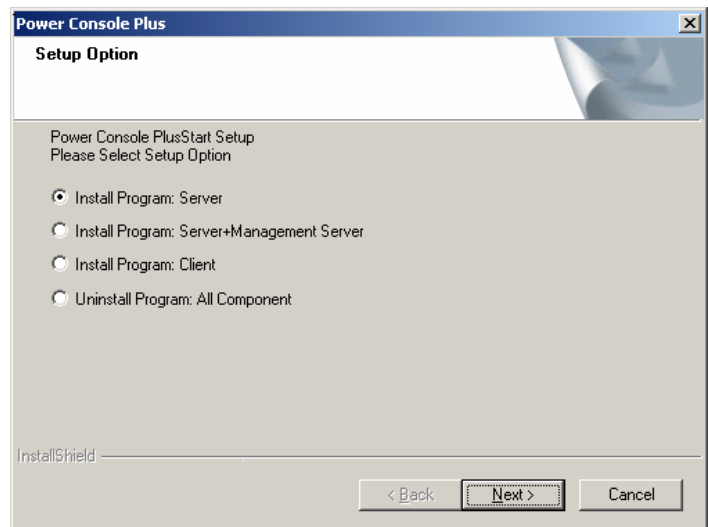 Power Console Plus
Setup Option
Power Console PlusStart Setup
Please Select Setup Option
Install Program: Server
Install Program: Server+Management Server
Install Program: Client
Uninstall Program: All Component
InstallShield
< Back
Next >
Cancel